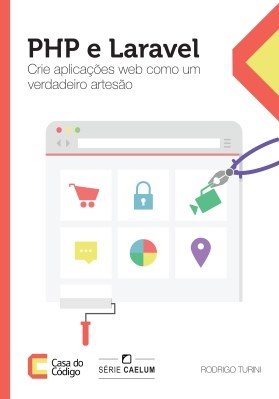 PHP e Laravel
Crie aplicações web como um
verdadeiro artesão
Casa do
Código
SÉRIE CAELUM
RODRIGO TURINI